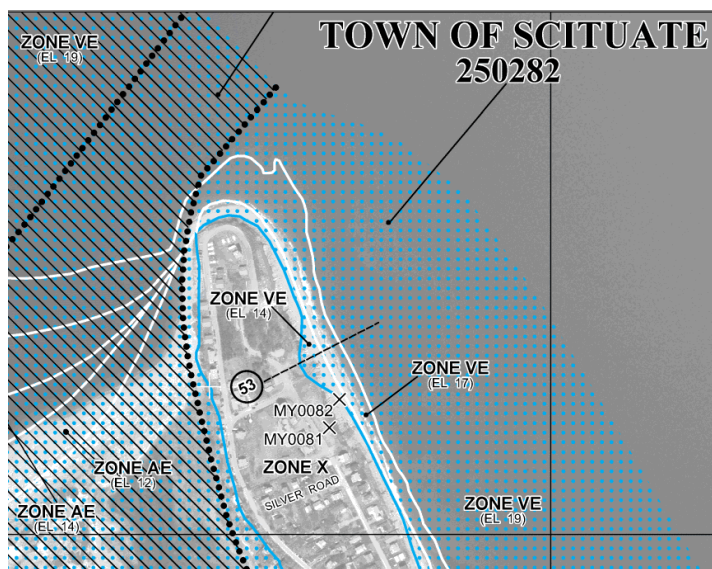 TOWN OF SCITUATE
250282
ZONE VE
(EL 19)
ZONE VE
(EL 14)
ZONE VE
(EL 17)
53
MY0082
MY0081
ZONE X
SILVER ROAD
ZONE AE
(EL 12)
ZONE AE
(EL 14)
ZONE VE
(EL 19)